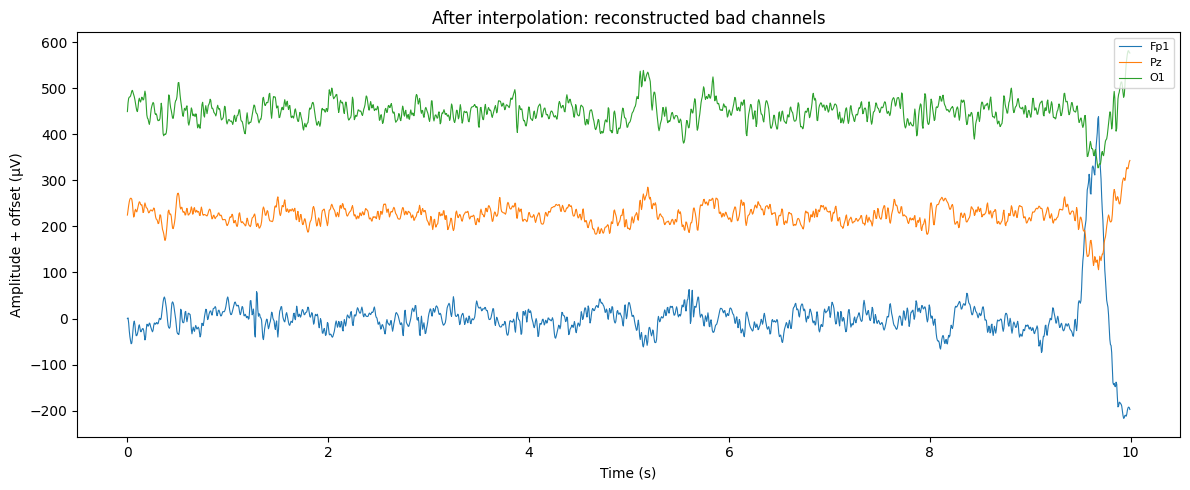 After interpolation: reconstructed bad channels
Amplitude + offset (µV)
600
500
400
300
200
100
0
−100
−200
Fp1
Pz
O1
0
2
4
6
8
10
Time (s)